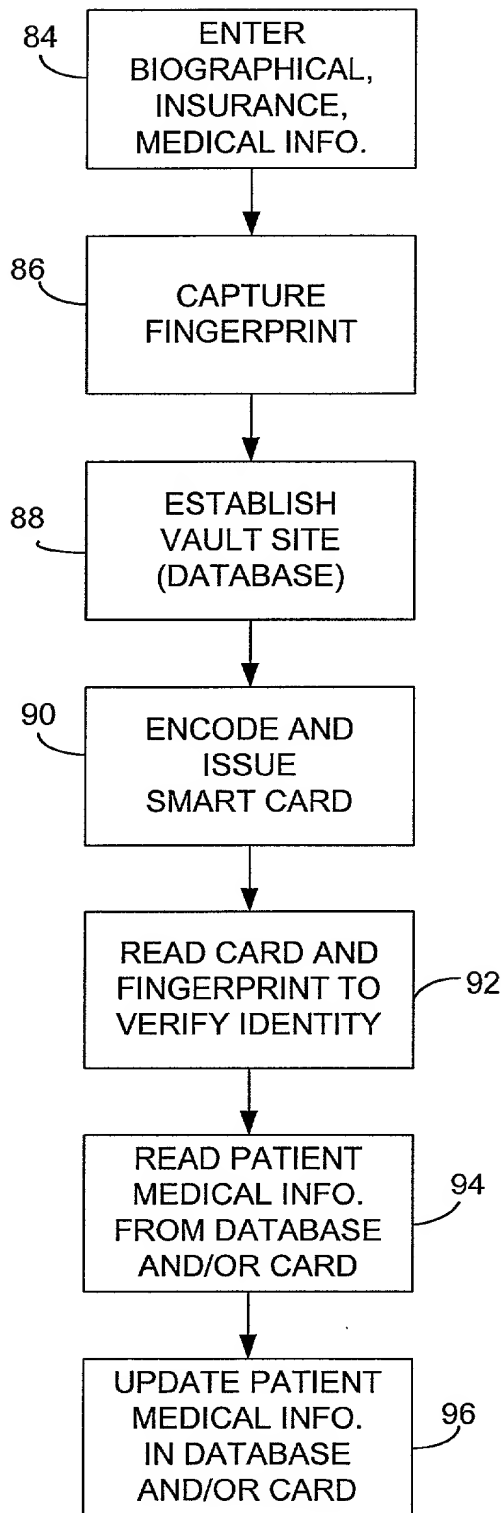 84
ENTER
BIOGRAPHICAL,
INSURANCE,
MEDICAL INFO.
86
CAPTURE
FINGERPRINT
88
ESTABLISH
VAULT SITE
(DATABASE)
90
ENCODE AND
ISSUE
SMART CARD
READ CARD AND
FINGERPRINT TO
VERIFY IDENTITY
92
READ PATIENT
MEDICAL INFO.
FROM DATABASE
AND/OR CARD
94
UPDATE PATIENT
MEDICAL INFO.
IN DATABASE
AND/OR CARD
96